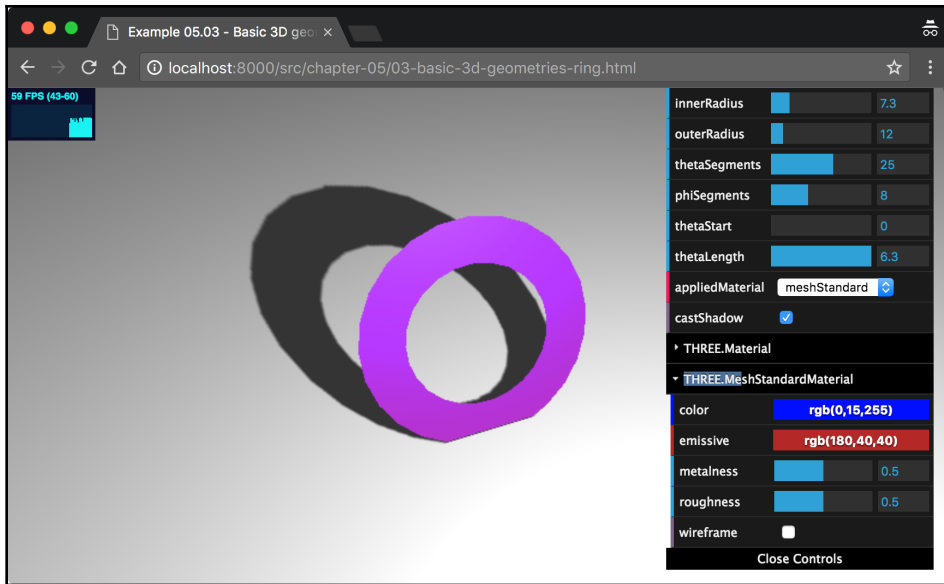 Example 05.03 - Basic 3D geo
localhost:8000/src/chapter-05/03-basic-3d-geometries-ring.html
59 FPS (43-60)
innerRadius 7.3
outerRadius 12
thetaSegments 25
phiSegments 8
thetaStart 0
thetaLength 6.3
appliedMaterial meshStandard
castShadow
THREE.Material
THREE.MeshStandardMaterial
color rgb(0,15,255)
emissive rgb(180,40,40)
metalness 0.5
roughness 0.5
wireframe
Close Controls